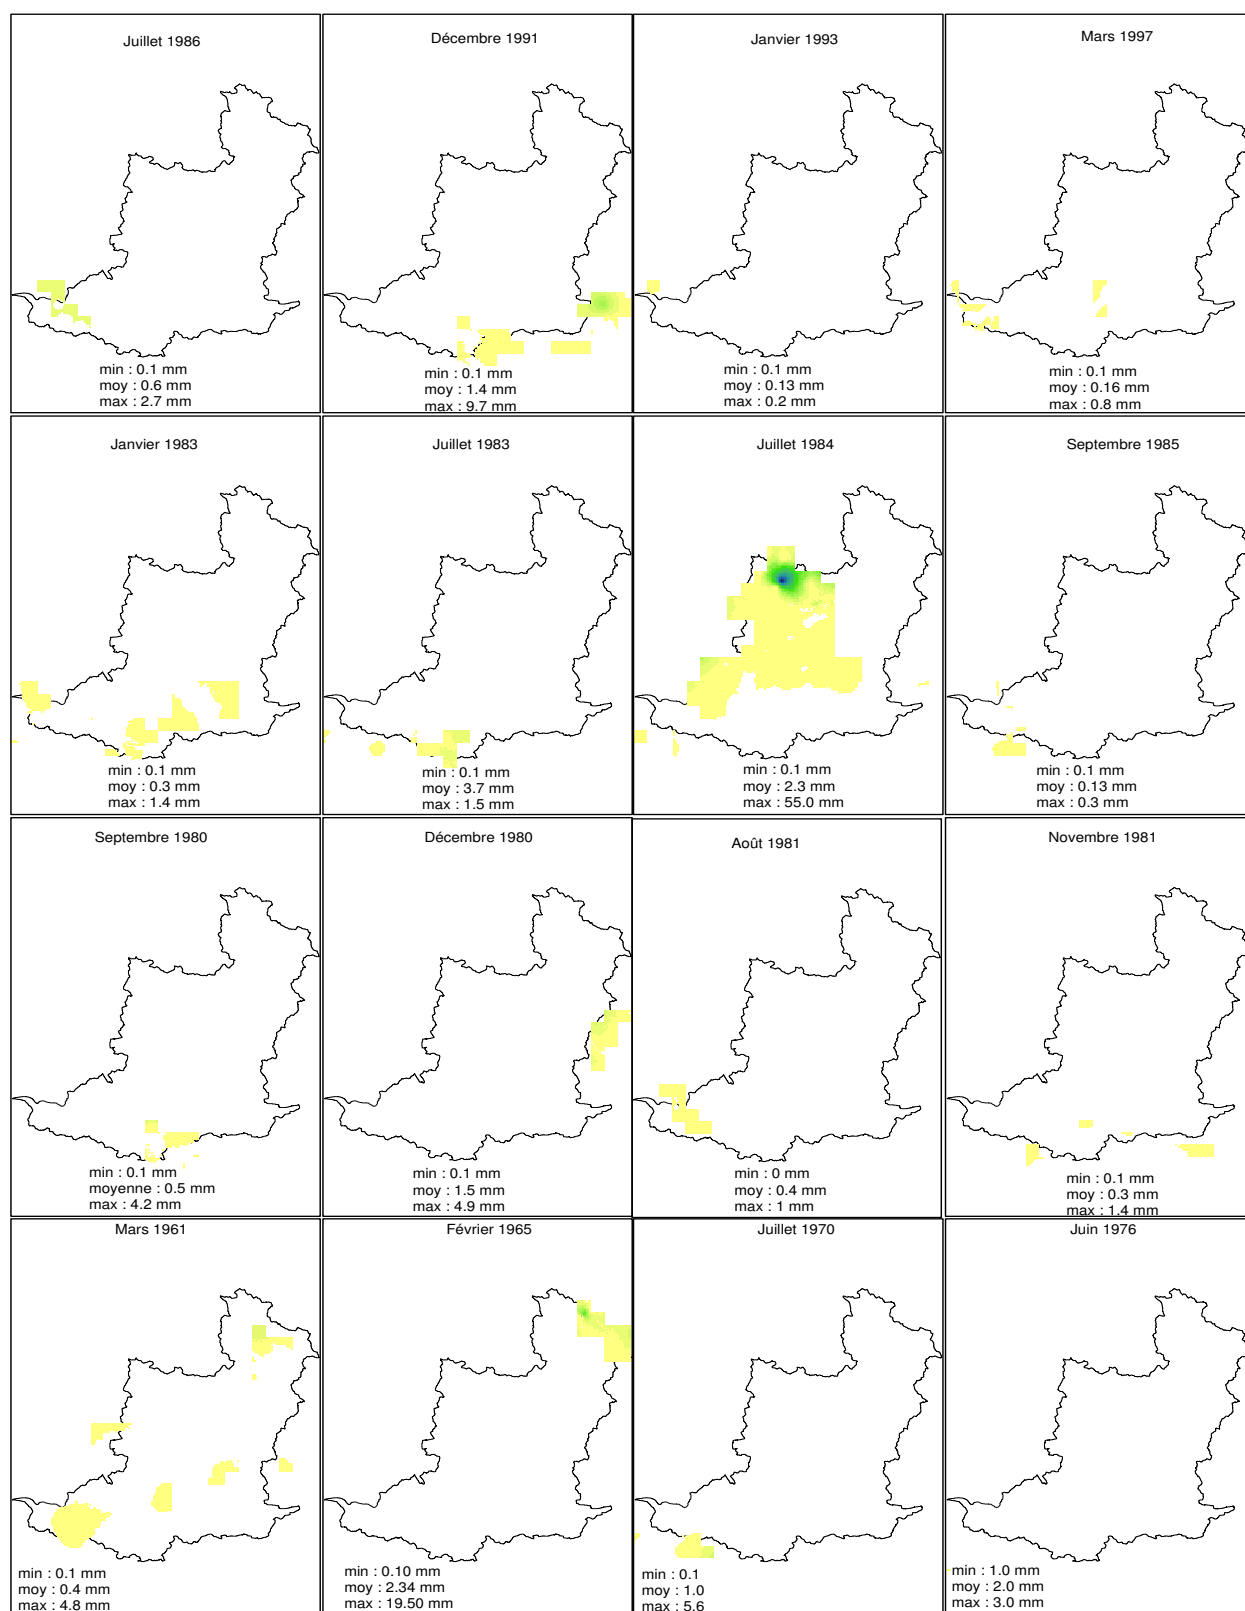 Juillet 1986
min : 0.1 mm
moy : 0.6 mm
max : 2.7 mm
Décembre 1991
min : 0.1 mm
moy : 1.4 mm
max : 9.7 mm
Janvier 1993
min : 0.1 mm
moy : 0.13 mm
max : 0.2 mm
Mars 1997
min : 0.1 mm
moy : 0.16 mm
max : 0.8 mm
Janvier 1983
min : 0.1 mm
moy : 0.3 mm
max : 1.4 mm
Juillet 1983
min : 0.1 mm
moy : 3.7 mm
max : 1.5 mm
Juillet 1984
min : 0.1 mm
moy : 2.3 mm
max : 55.0 mm
Septembre 1985
min : 0.1 mm
moy : 0.13 mm
max : 0.3 mm
Septembre 1980
min : 0.1 mm
moyenne : 0.5 mm
max : 4.2 mm
Décembre 1980
min : 0.1 mm
moy : 1.5 mm
max : 4.9 mm
Août 1981
min : 0 mm
moy : 0.4 mm
max : 1 mm
Novembre 1981
min : 0.1 mm
moy : 0.3 mm
max : 1.4 mm
Mars 1961
min : 0.1 mm
moy : 0.4 mm
max : 4.8 mm
Février 1965
min : 0.10 mm
moy : 2.34 mm
max : 19.50 mm
Juillet 1970
min : 0.1
moy : 1.0
max : 5.6
Juin 1976
min : 1.0 mm
moy : 2.0 mm
max : 3.0 mm